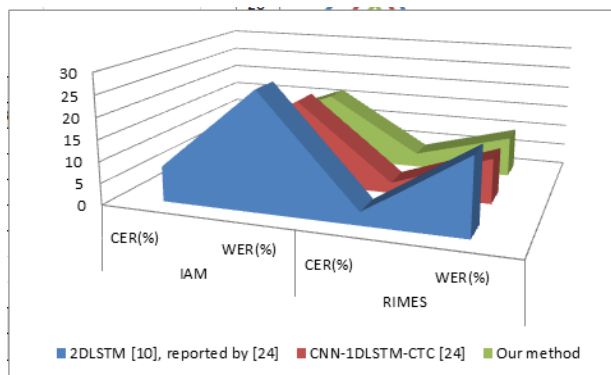 30
25
20
15
10
5
0
CER(%) WER(%) CER(%) WER(%)
IAM RIMES
2DLSTM [10], reported by [24] CNN-1DLSTM-CTC [24] Our method